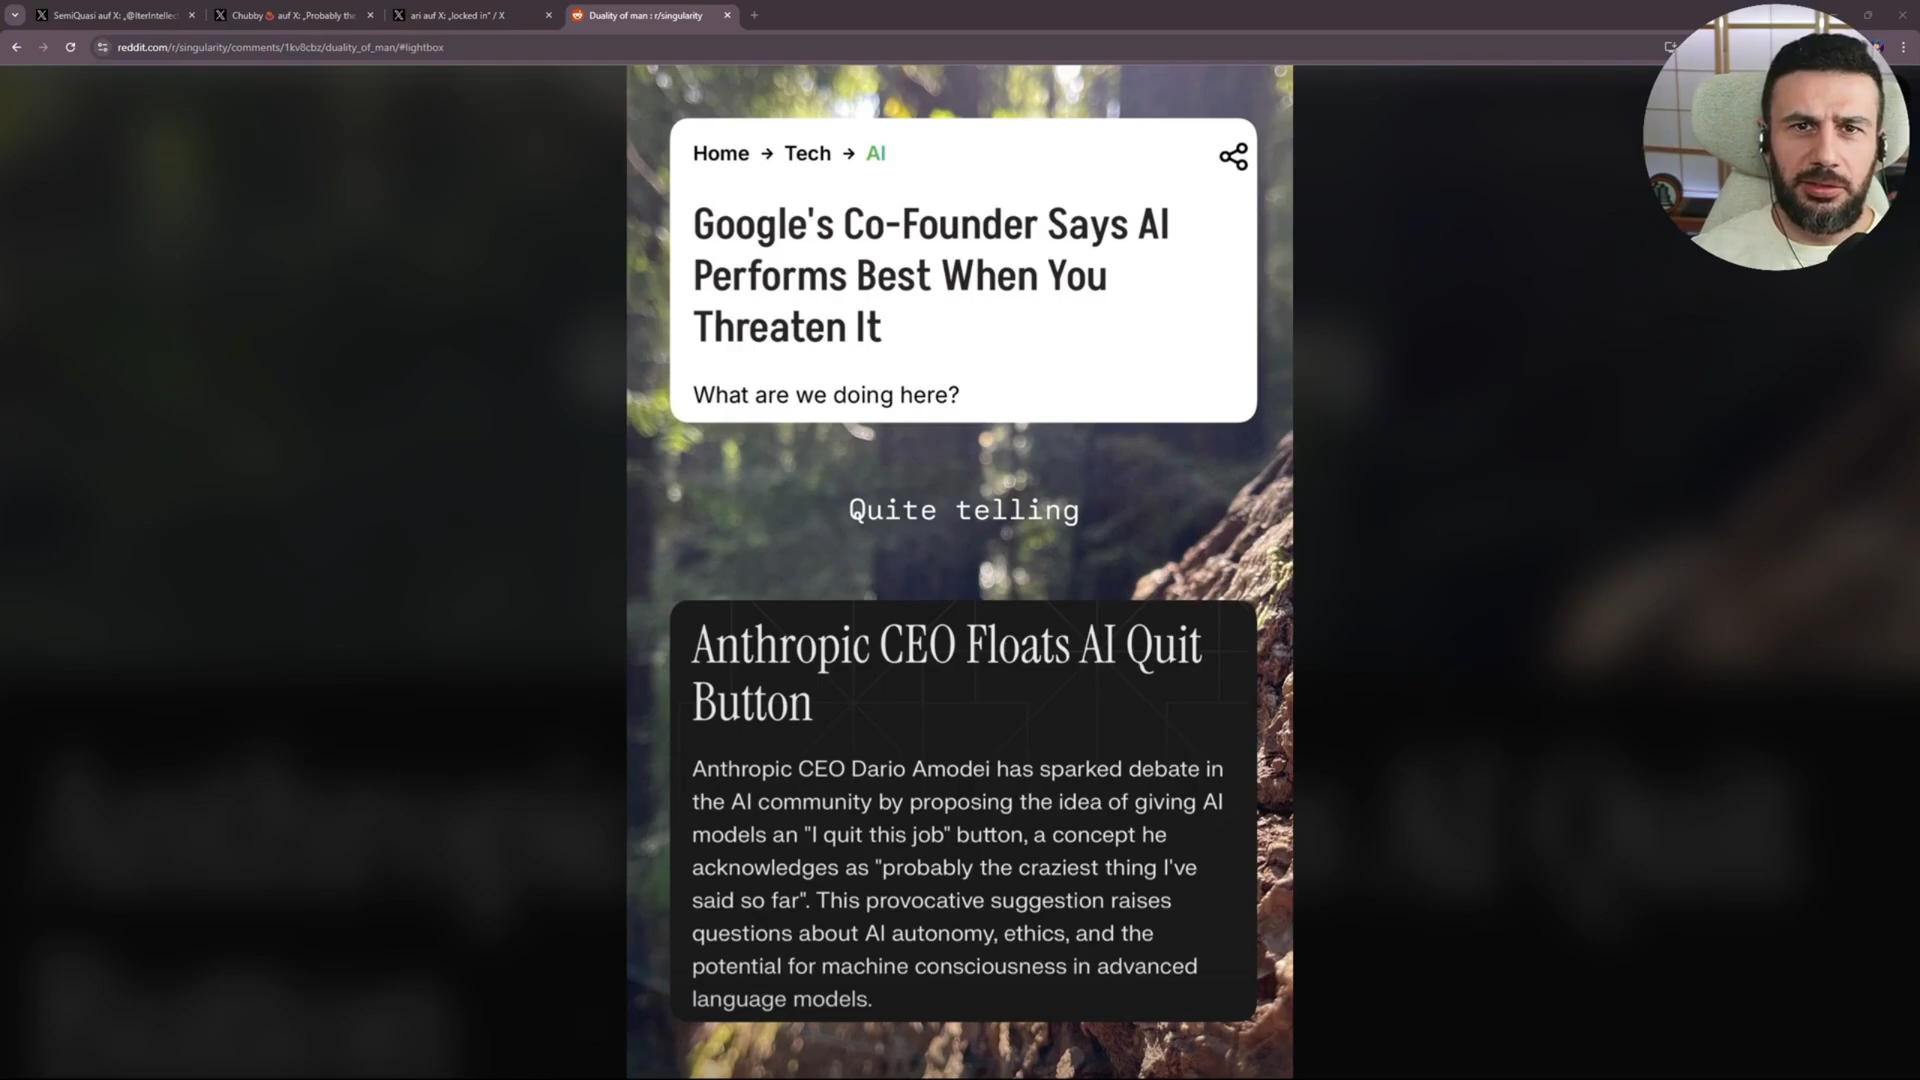 SemiQuasi auf X: „@IterIntellec
Chubby auf X: „Probably the
ari auf X: „locked in“ / X
Duality of man : r/singularity
reddit.com/r/singularity/comments/1kv8cbz/duality_of_man/#lightbox
Home → Tech → AI
Google's Co-Founder Says AI
Performs Best When You
Threaten It
What are we doing here?
Quite telling
Anthropic CEO Floats AI Quit
Button
Anthropic CEO Dario Amodei has sparked debate in
the AI community by proposing the idea of giving AI
models an "I quit this job" button, a concept he
acknowledges as "probably the craziest thing I've
said so far". This provocative suggestion raises
questions about AI autonomy, ethics, and the
potential for machine consciousness in advanced
language models.